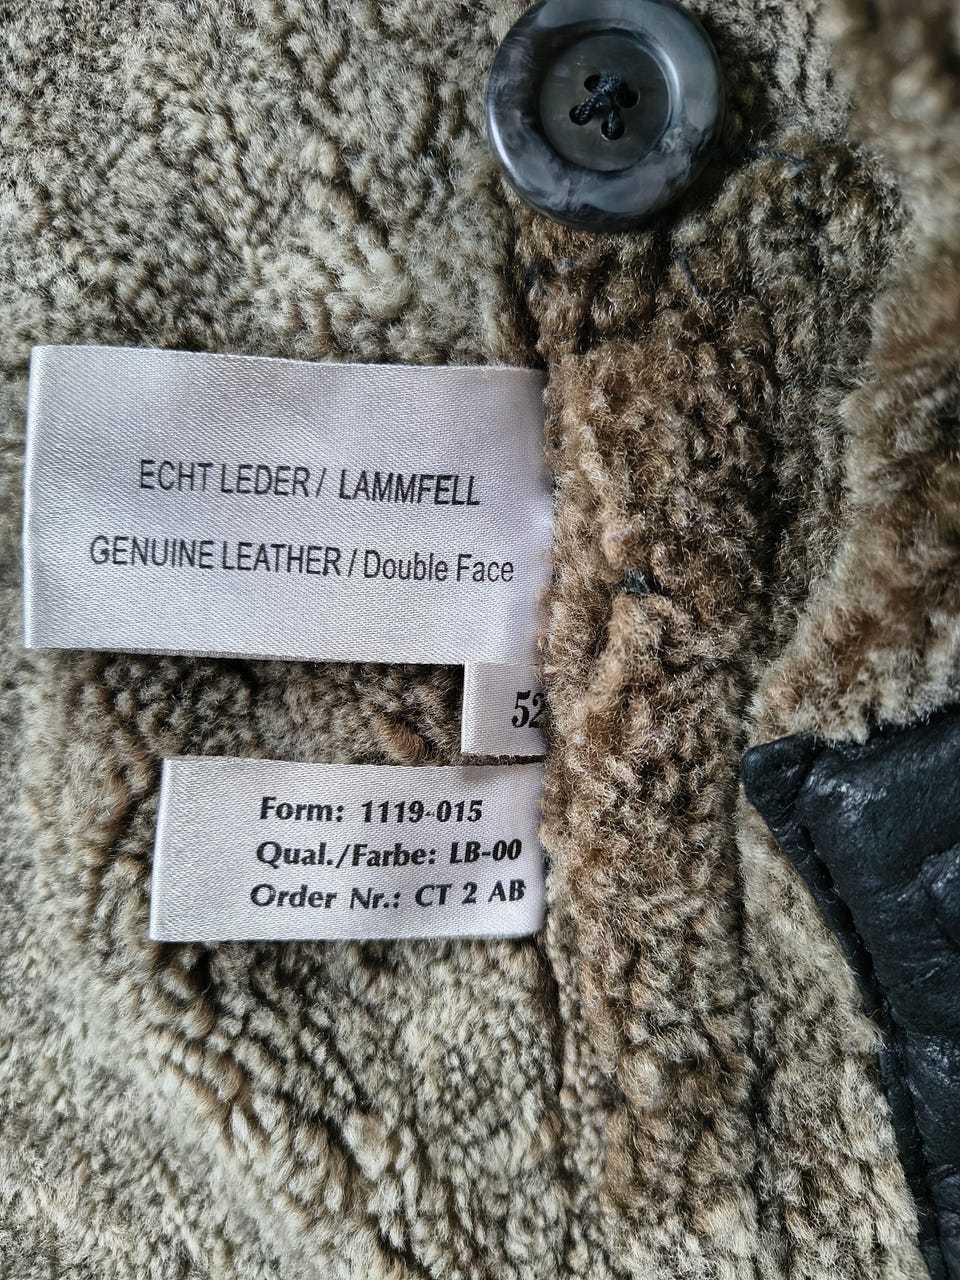 ECHT LEDER / LAMMFELL
GENUINE LEATHER / Double Face
52
Form: 1119-015
Qual./Farbe: LB-00
Order Nr.: CT 2 AB